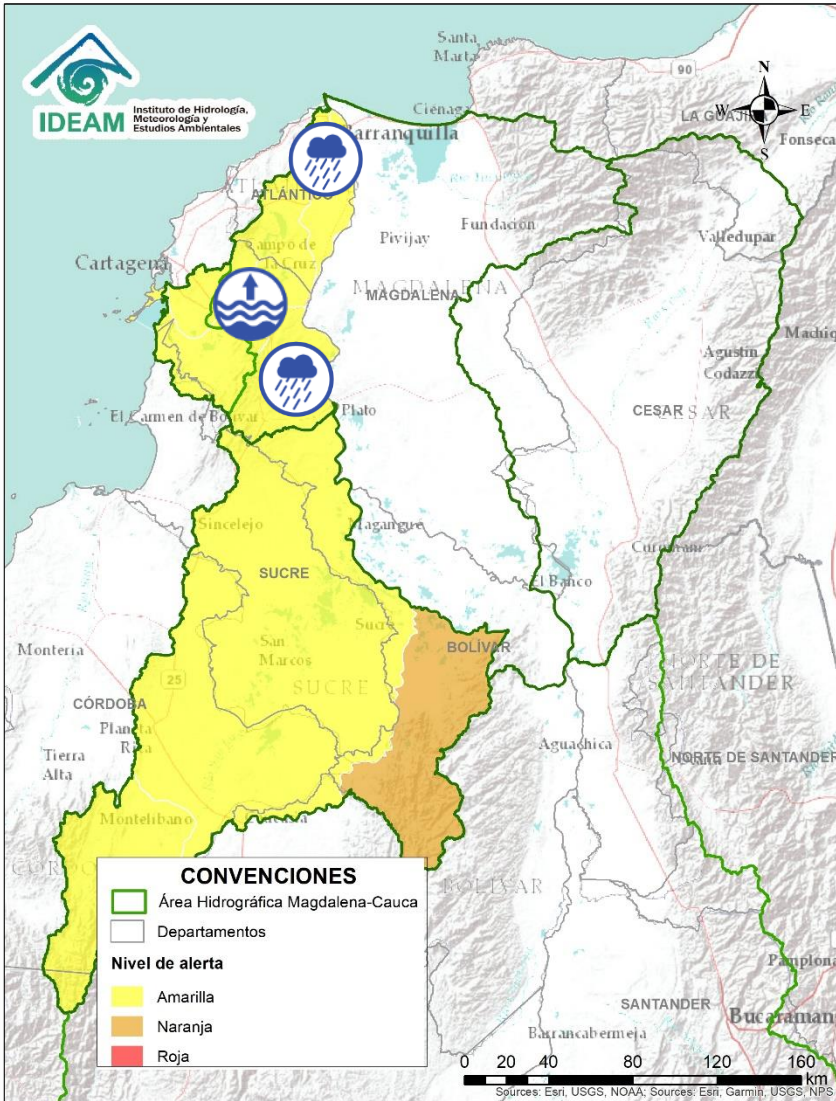 IDEAM
Instituto de Hidrología,
Meteorología y
Estudios Ambientales
Santa
Marta
90
N
W
E
S
Ciénaga
LA GUAJIRA
Fonseca
Barranquilla
ATLÁNTICO
Fundación
Pivijay
Valledupar
Campo de
la Cruz
Cartagena
MAGDALENA
MAGDALENA
Agustín
Codazzi
CESAR
CESAR
El Carmen de Bolívar
Plato
Sincelejo
Magangue
SUCRE
El Banco
Sucre
BOLÍVAR
San
Marcos
Montería
SUCRE
NORTE DE
SANTANDER
25
CÓRDOBA
Planeta
Rica
Tierra
Alta
Aguachica
NORTE DE SANTANDER
Montelibano
BOLÍVAR
CONVENCIONES
Área Hidrográfica Magdalena-Cauca
Departamentos
Nivel de alerta
Amarilla
Naranja
Roja
Pamplona
SANTANDER
Barrancabermeja
0 20 40 80 120 160
km
Sources: Esri, USGS, NOAA; Sources: Esri, Garmin, USGS, NPS